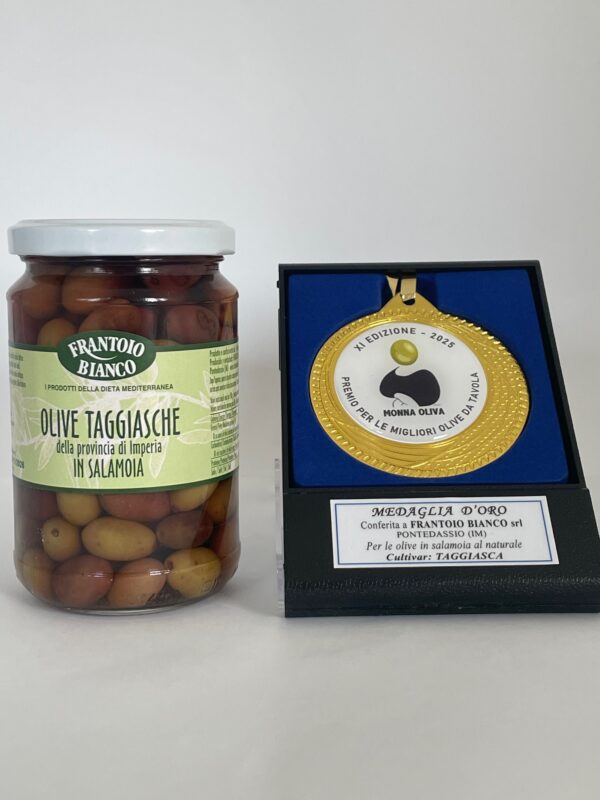 FRANTOIO
BIANCO
I PRODOTTI DELLA DIETA MEDITERRANEA
OLIVE TAGGIASCHE
della provincia di Imperia
IN SALAMOIA
XI EDIZIONE - 2025
MONNA OLIVA
PREMIO PER LE MIGLIORI OLIVE DA TAVOLA
MEDAGLIA D'ORO
Conferita a FRANTOIO BIANCO srl
PONTEDASSIO (IM)
Per le olive in salamoia al naturale
Cultivar: TAGGIASCA